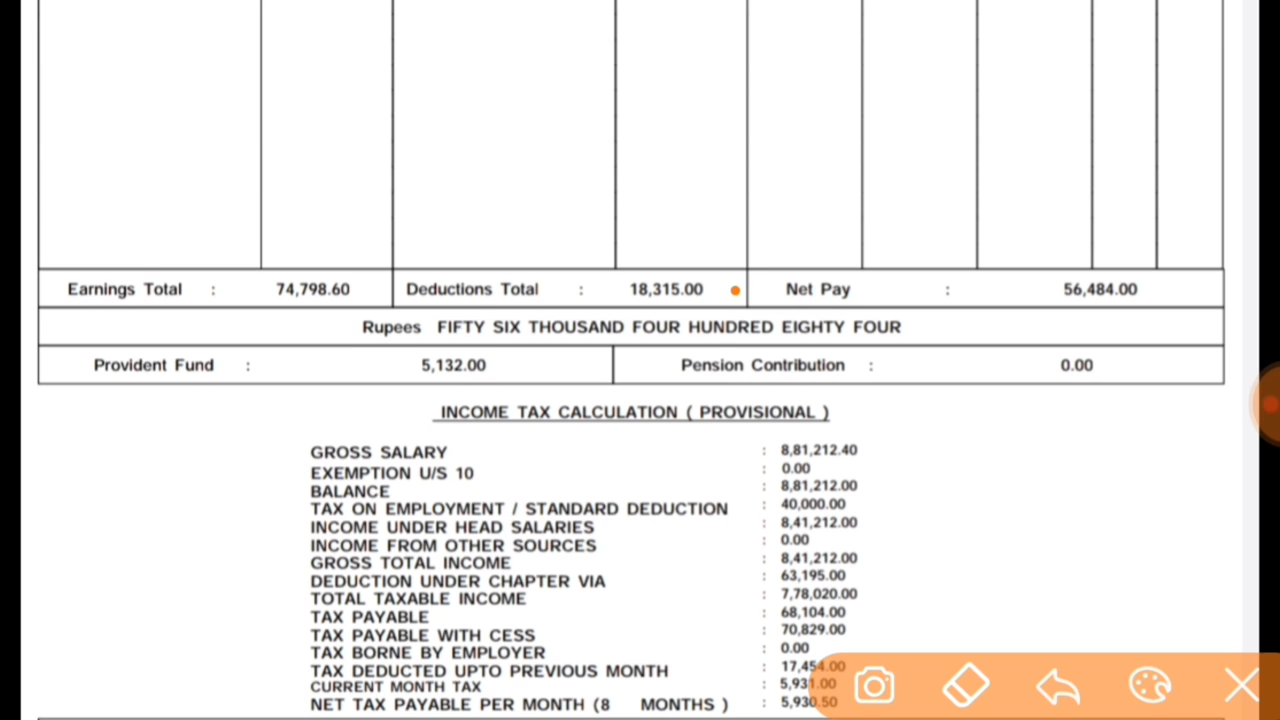 Earnings Total : 74,798.60 Deductions Total : 18,315.00 Net Pay : 56,484.00
Rupees FIFTY SIX THOUSAND FOUR HUNDRED EIGHTY FOUR
Provident Fund : 5,132.00 Pension Contribution : 0.00
INCOME TAX CALCULATION ( PROVISIONAL )
GROSS SALARY : 8,81,212.40
EXEMPTION U/S 10 : 0.00
BALANCE : 8,81,212.00
TAX ON EMPLOYMENT / STANDARD DEDUCTION : 40,000.00
INCOME UNDER HEAD SALARIES : 8,41,212.00
INCOME FROM OTHER SOURCES : 0.00
GROSS TOTAL INCOME : 8,41,212.00
DEDUCTION UNDER CHAPTER VIA : 63,195.00
TOTAL TAXABLE INCOME : 7,78,020.00
TAX PAYABLE : 68,104.00
TAX PAYABLE WITH CESS : 70,829.00
TAX BORNE BY EMPLOYER : 0.00
TAX DEDUCTED UPTO PREVIOUS MONTH : 17,454.00
CURRENT MONTH TAX : 5,931.00
NET TAX PAYABLE PER MONTH (8 MONTHS ) : 5,930.50